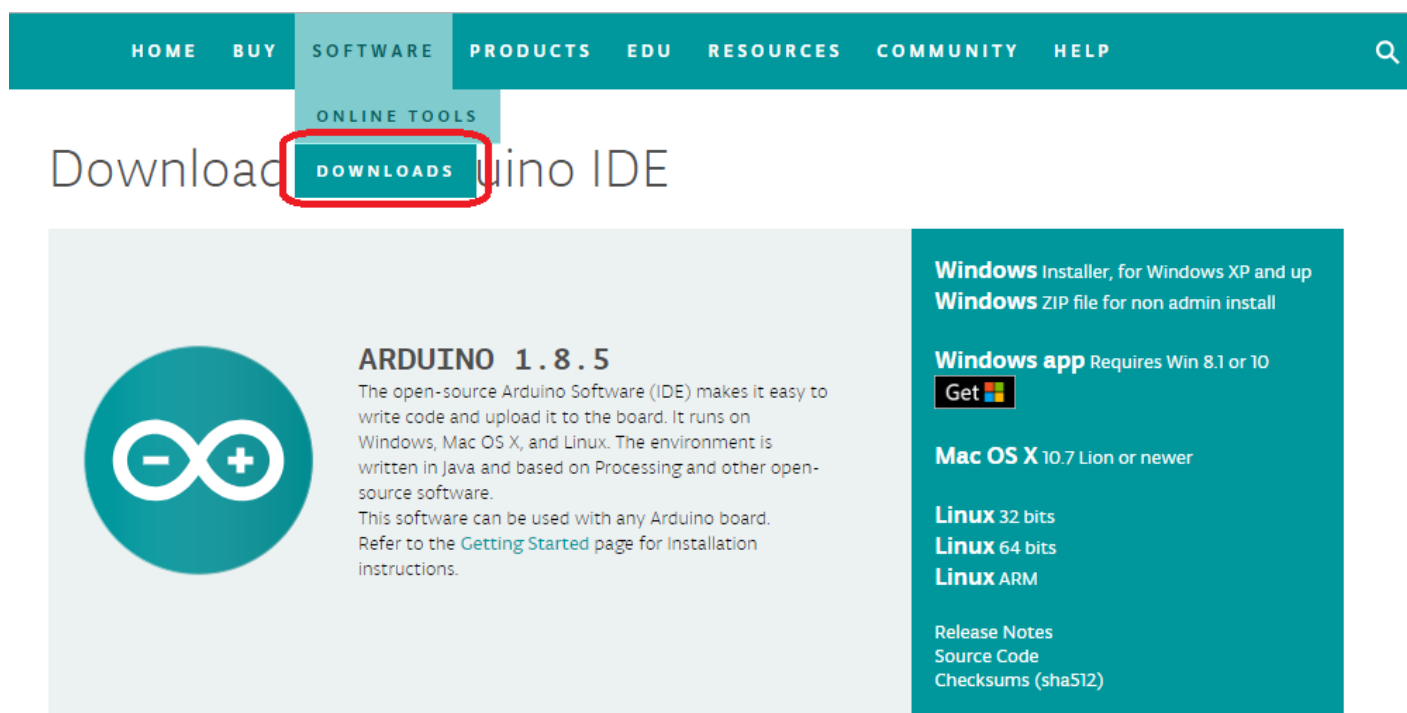 HOME BUY SOFTWARE PRODUCTS EDU RESOURCES COMMUNITY HELP
ONLINE TOOLS
DOWNLOADS
uino IDE
ARDUINO 1.8.5
The open-source Arduino Software (IDE) makes it easy to
write code and upload it to the board. It runs on
Windows, Mac OS X, and Linux. The environment is
written in Java and based on Processing and other open-
source software.
This software can be used with any Arduino board.
Refer to the Getting Started page for Installation
instructions.
Windows Installer, for Windows XP and up
Windows ZIP file for non admin install
Windows app Requires Win 8.1 or 10
Get
Mac OS X 10.7 Lion or newer
Linux 32 bits
Linux 64 bits
Linux ARM
Release Notes
Source Code
Checksums (sha512)